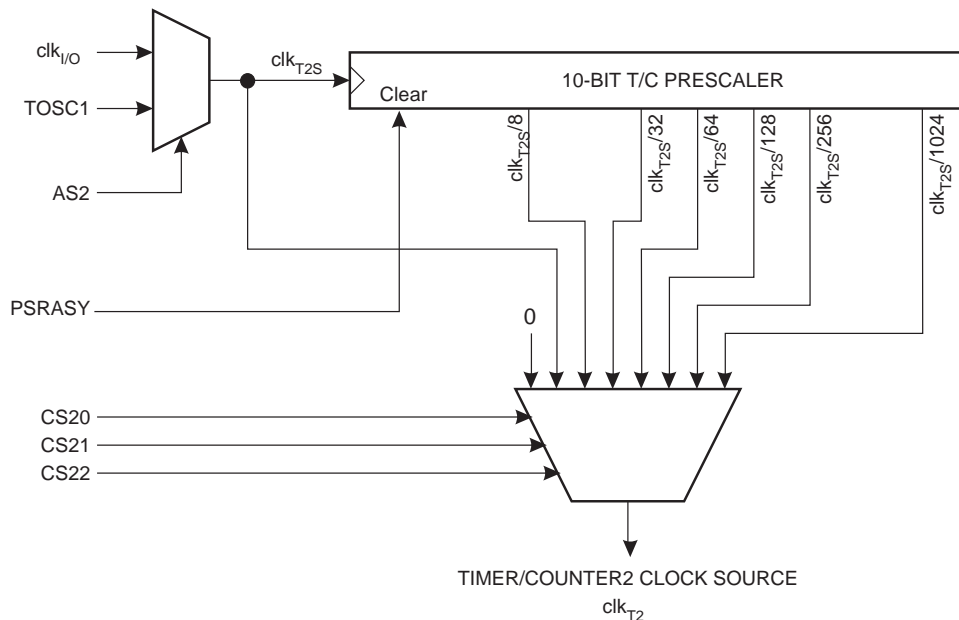 clkI/O
clkT2S
10-BIT T/C PRESCALER
TOSC1
Clear
clkT2S/8
clkT2S/32
clkT2S/64
clkT2S/128
clkT2S/256
clkT2S/1024
AS2
PSRASY
0
CS20
CS21
CS22
TIMER/COUNTER2 CLOCK SOURCE
clkT2